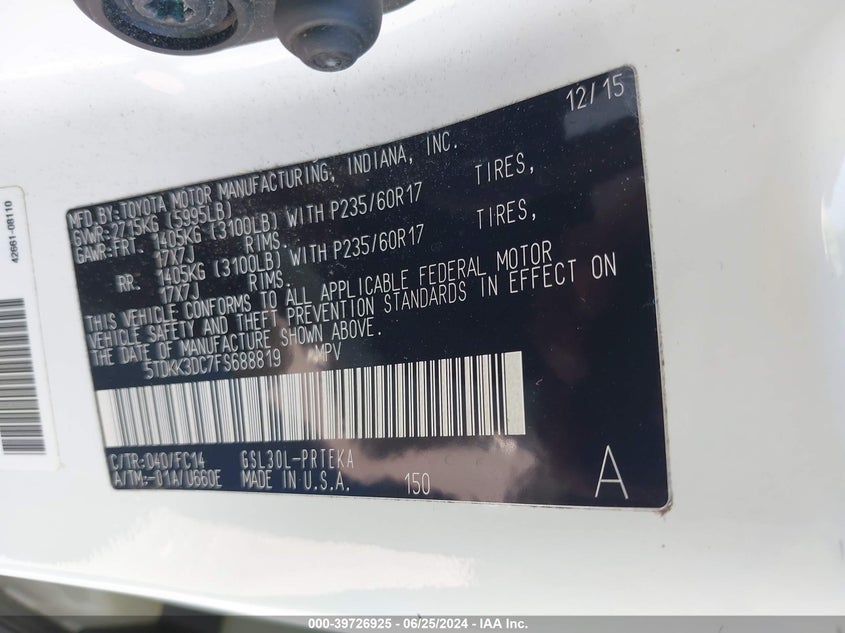 12/15
MFD.BY:TOYOTA MOTOR MANUFACTURING, INDIANA, INC.
GVWR:2715KG (5995LB)
GAWR:FRT. 1405KG (3100LB) WITH P235/60R17 TIRES,
17X7J RIMS.
RR. 1405KG (3100LB) WITH P235/60R17 TIRES,
17X7J RIMS.
THIS VEHICLE CONFORMS TO ALL APPLICABLE FEDERAL MOTOR
VEHICLE SAFETY AND THEFT PREVENTION STANDARDS IN EFFECT ON
THE DATE OF MANUFACTURE SHOWN ABOVE.
5TDKK3DC7FS688819 MPV
C/TR:040/FC14 GSL30L-PRTEKA
A/TM:-01A/U660E MADE IN U.S.A. 150 A
42661-08110
000-39726925 / 06/25/2024 - IAA Inc.